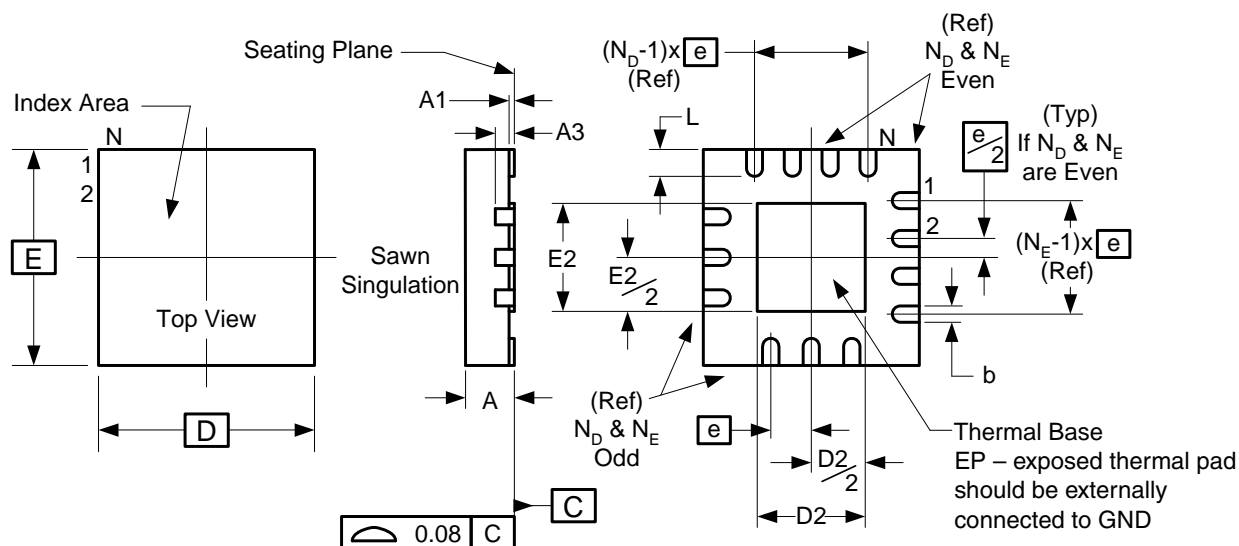 Seating Plane
Index Area
N
1
2
E
Top View
D
A1
A3
Sawn
Singulation
A
C
0.08 C
(N_D-1)x e
(Ref)
(Ref)
N_D & N_E
Even
L
N
e/2
(Typ)
If N_D & N_E
are Even
1
2
(N_E-1)x e
(Ref)
E2
E2/2
b
(Ref)
N_D & N_E
Odd
e
D2/2
D2
Thermal Base
EP – exposed thermal pad
should be externally
connected to GND